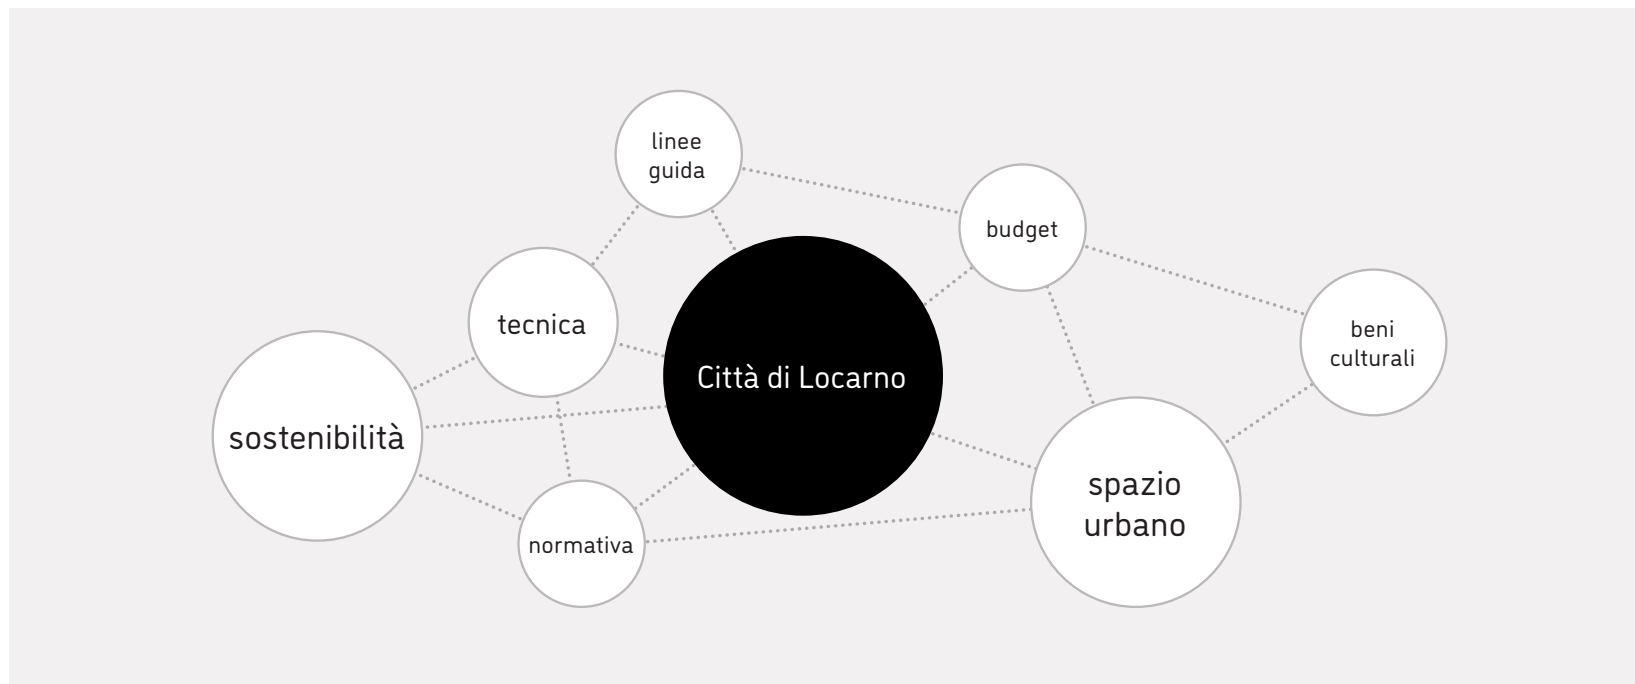 linee
guida
budget
tecnica
beni
culturali
Città di Locarno
sostenibilità
spazio
urbano
normativa